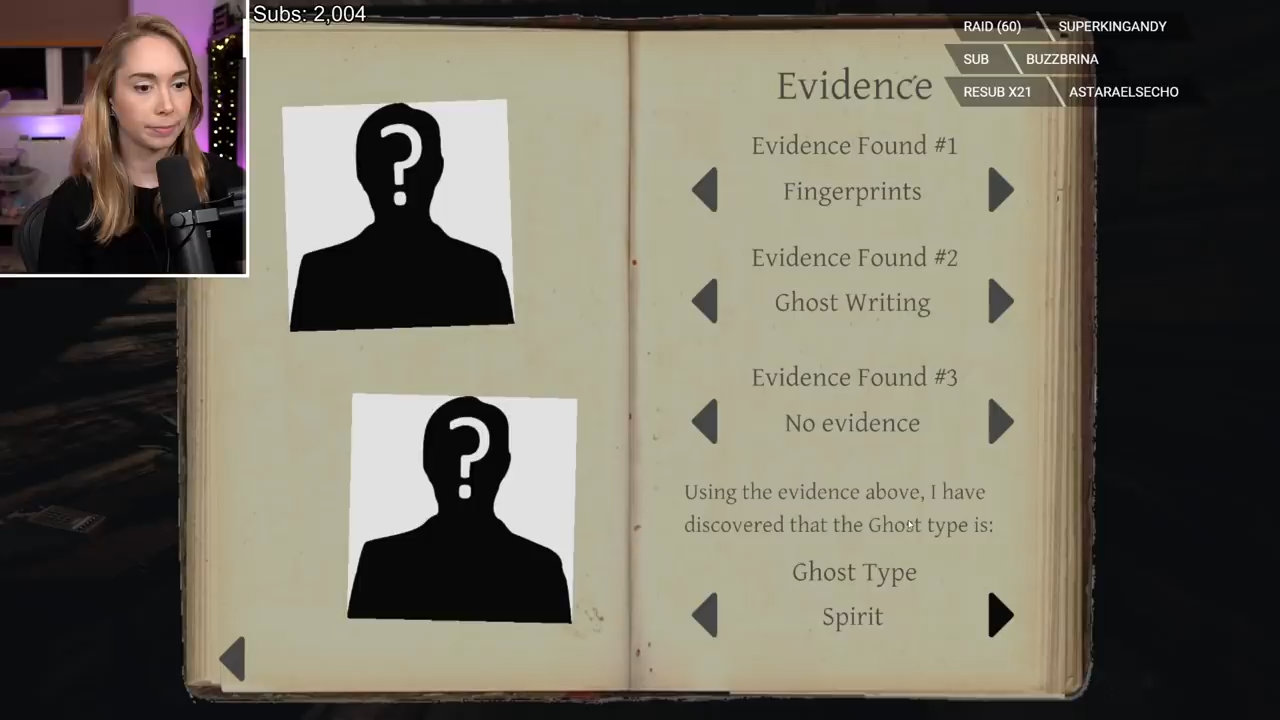 Subs: 2,004
RAID (60) SUPERKINGANDY
SUB BUZZBRINA
RESUB X21 ASTARAELSECHO
?
?
Evidence
Evidence Found #1
Fingerprints
Evidence Found #2
Ghost Writing
Evidence Found #3
No evidence
Using the evidence above, I have
discovered that the Ghost type is:
Ghost Type
Spirit